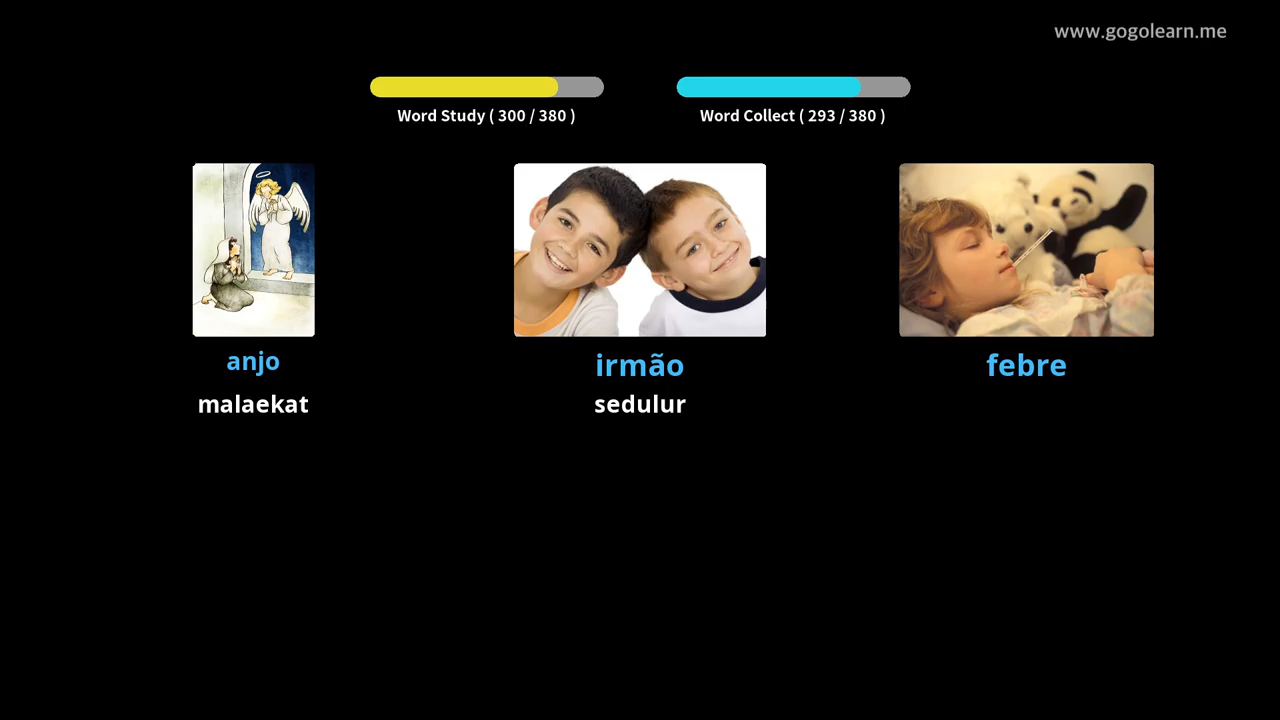 www.gogolearn.me
Word Study ( 300 / 380 )
Word Collect ( 293 / 380 )
anjo
irmão
febre
malaekat
sedulur